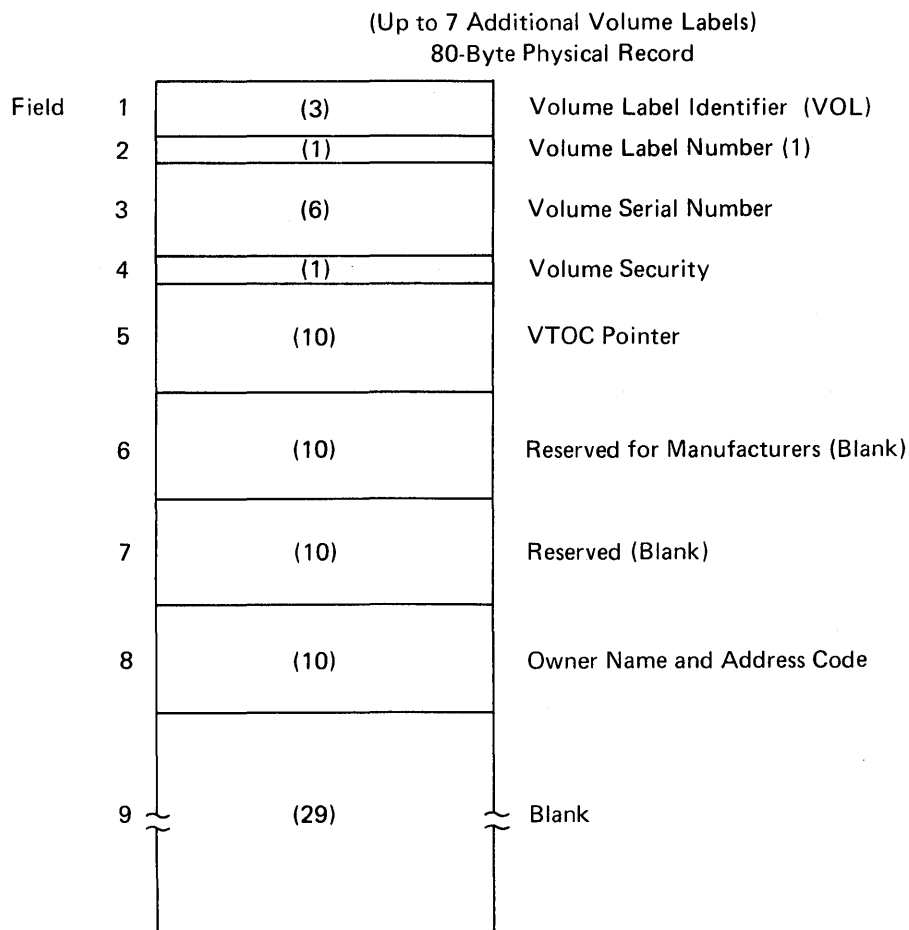 (Up to 7 Additional Volume Labels)
80-Byte Physical Record
Field 1 (3) Volume Label Identifier (VOL)
2 (1) Volume Label Number (1)
3 (6) Volume Serial Number
4 (1) Volume Security
5 (10) VTOC Pointer
6 (10) Reserved for Manufacturers (Blank)
7 (10) Reserved (Blank)
8 (10) Owner Name and Address Code
9 (29) Blank